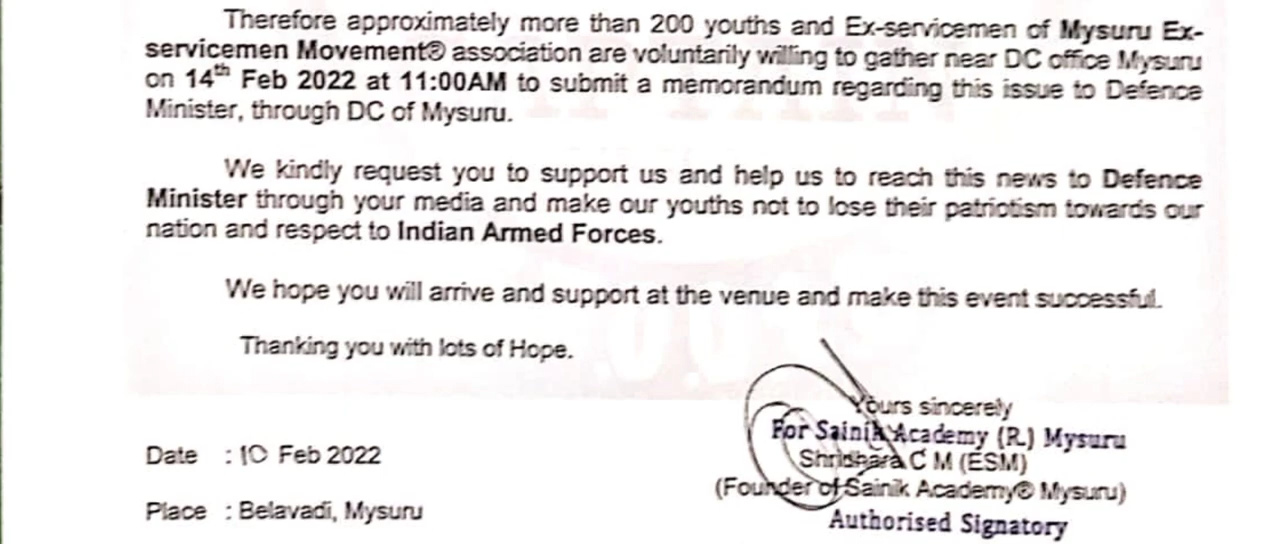 Therefore approximately more than 200 youths and Ex-servicemen of Mysuru Ex-
servicemen Movement® association are voluntarily willing to gather near DC office Mysuru
on 14th Feb 2022 at 11:00AM to submit a memorandum regarding this issue to Defence
Minister, through DC of Mysuru.
We kindly request you to support us and help us to reach this news to Defence
Minister through your media and make our youths not to lose their patriotism towards our
nation and respect to Indian Armed Forces.
We hope you will arrive and support at the venue and make this event successful.
Thanking you with lots of Hope.
Yours sincerely
For Sainik Academy (R.) Mysuru
Shridhara C M (ESM)
(Founder of Sainik Academy® Mysuru)
Authorised Signatory
Date : 10 Feb 2022
Place : Belavadi, Mysuru